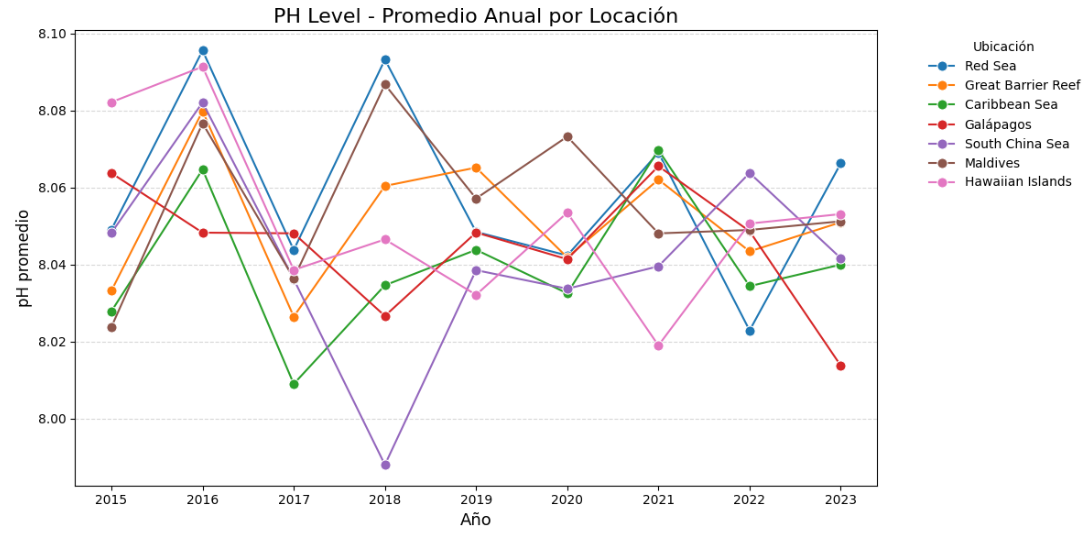 PH Level - Promedio Anual por Locación
8.10
8.08
8.06
8.04
8.02
8.00
pH promedio
2015 2016 2017 2018 2019 2020 2021 2022 2023
Año
Ubicación
Red Sea
Great Barrier Reef
Caribbean Sea
Galápagos
South China Sea
Maldives
Hawaiian Islands